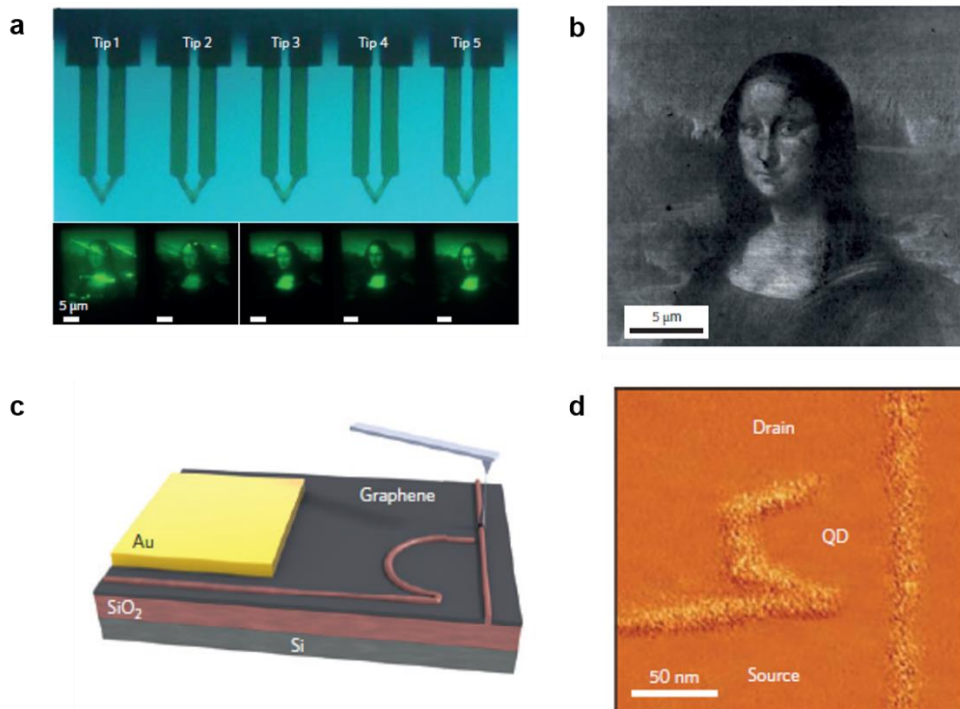 a
Tip 1 Tip 2 Tip 3 Tip 4 Tip 5
5 µm
b
5 µm
c
Graphene
Au
SiO₂
Si
d
Drain
QD
50 nm
Source